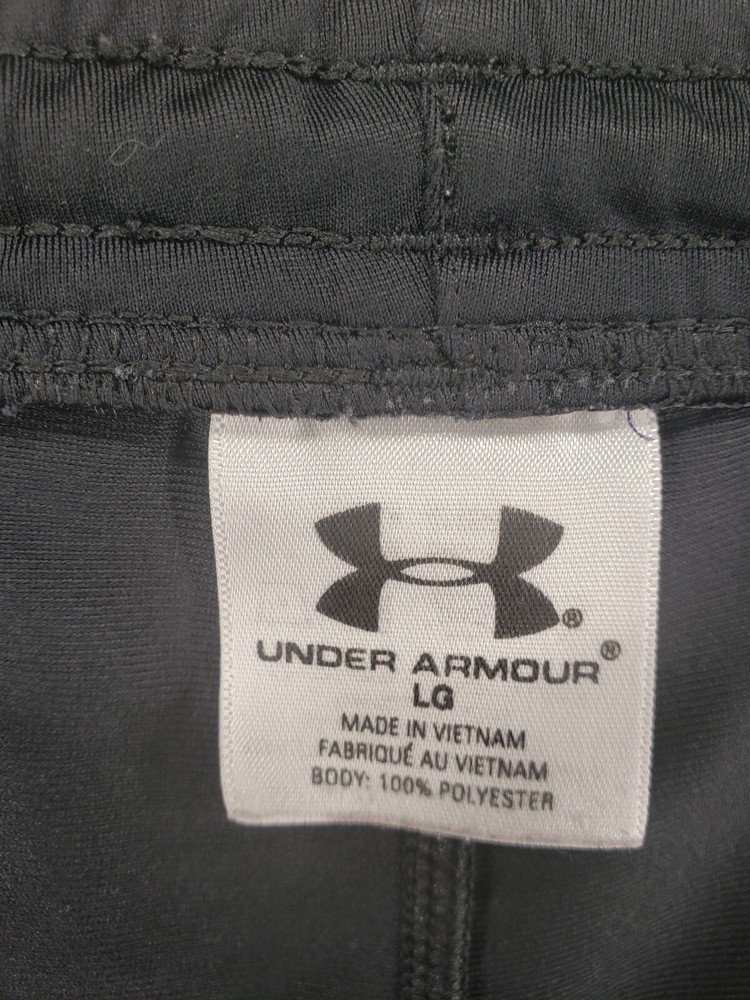 ®
UNDER ARMOUR®
LG
MADE IN VIETNAM
FABRIQUÉ AU VIETNAM
BODY: 100% POLYESTER